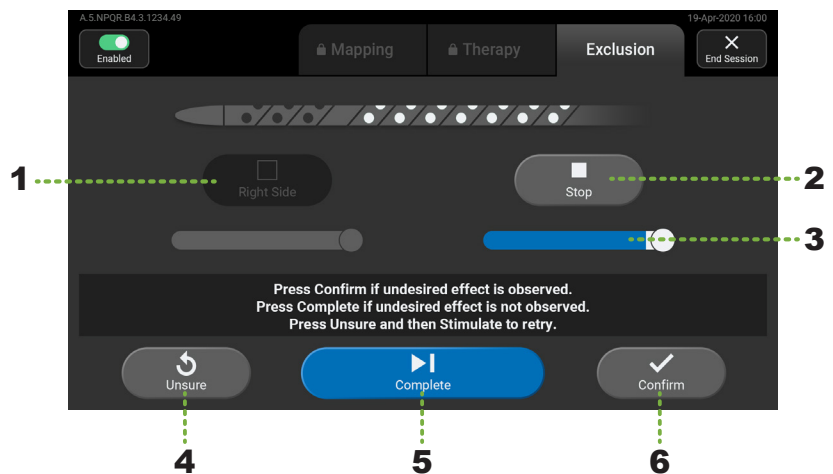 A.5.NPQR.B4.3.1234.49
19-Apr-2020 16:00
Enabled
Mapping
Therapy
Exclusion
End Session
1
Right Side
Stop
2
3
Press Confirm if undesired effect is observed.
Press Complete if undesired effect is not observed.
Press Unsure and then Stimulate to retry.
Unsure
Complete
Confirm
4
5
6